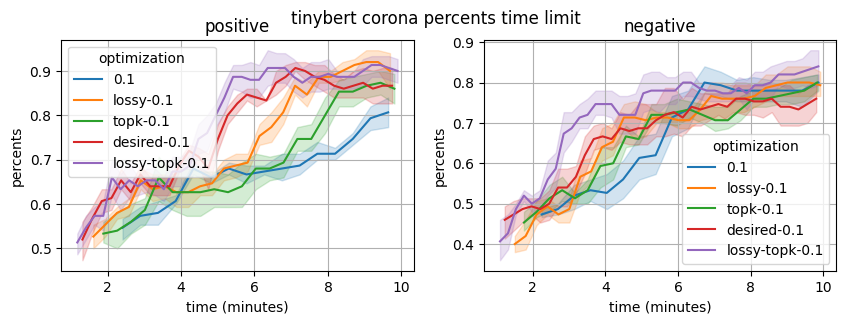 tinybert corona percents time limit
positive
optimization
0.1
lossy-0.1
topk-0.1
desired-0.1
lossy-topk-0.1
0.9
0.8
0.7
0.6
0.5
percents
2 4 6 8 10
time (minutes)
negative
0.9
0.8
0.7
0.6
0.5
0.4
percents
optimization
0.1
lossy-0.1
topk-0.1
desired-0.1
lossy-topk-0.1
2 4 6 8 10
time (minutes)